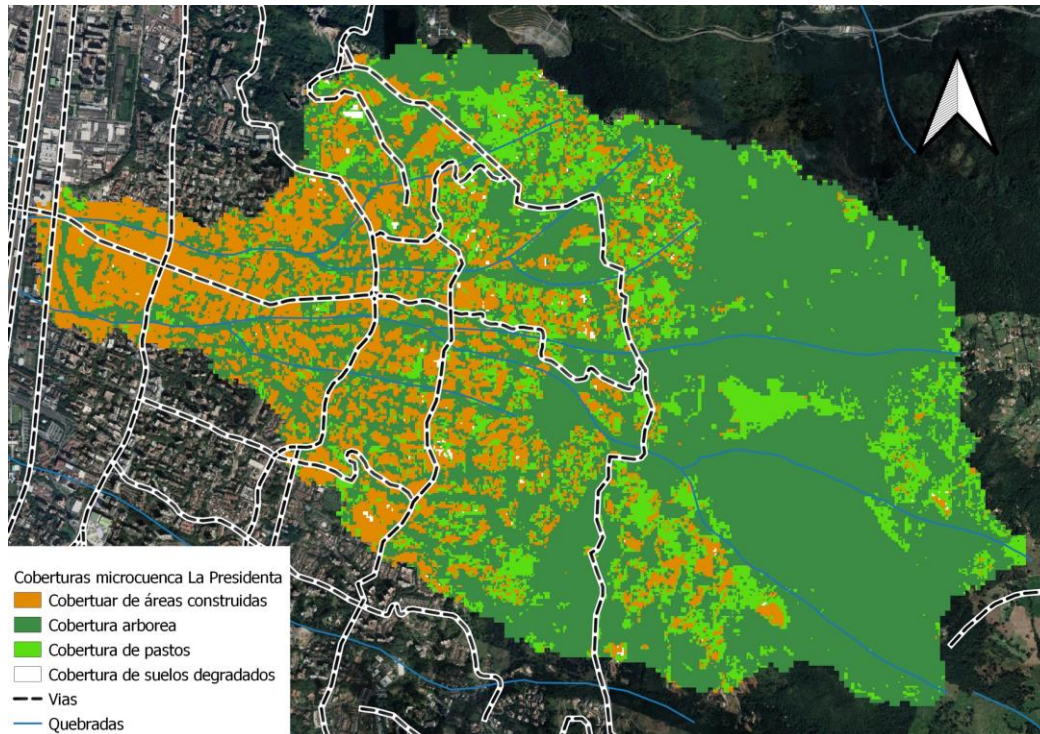 Coberturas microcuenca La Presidenta
Cobertuar de áreas construidas
Cobertura arborea
Cobertura de pastos
Cobertura de suelos degradados
Vias
Quebradas